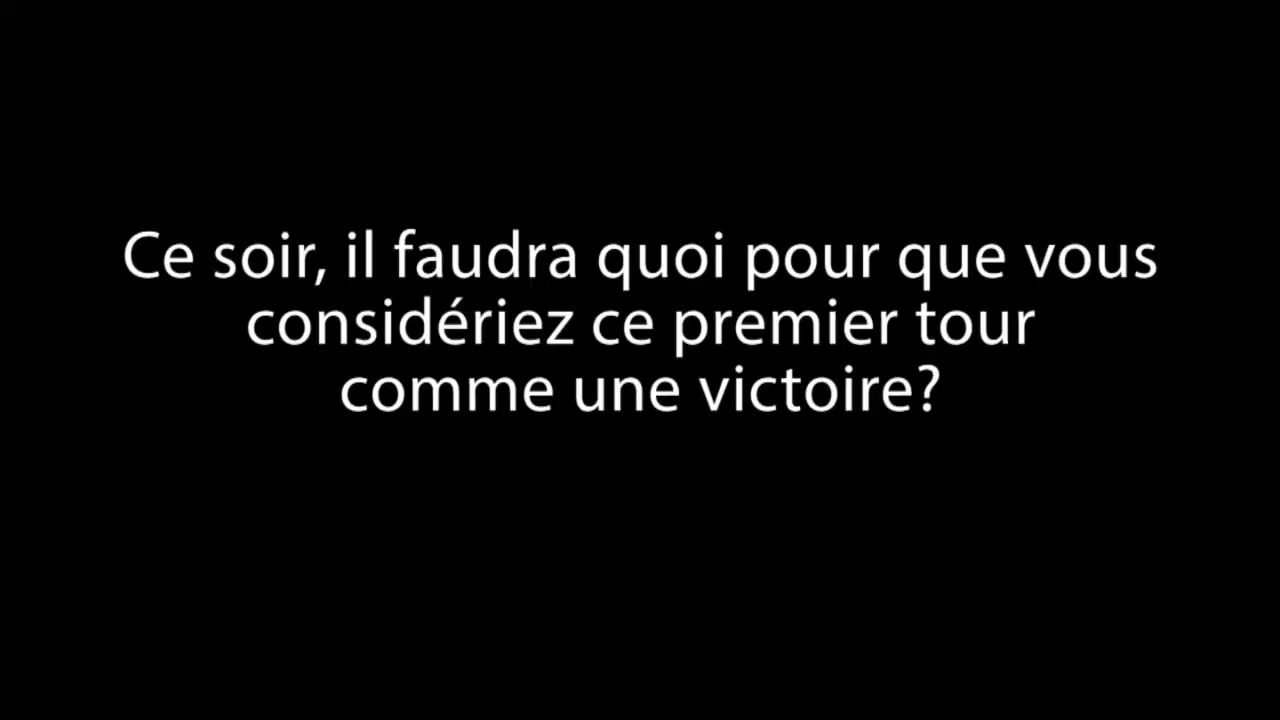 Ce soir, il faudra quoi pour que vous
considériez ce premier tour
comme une victoire?